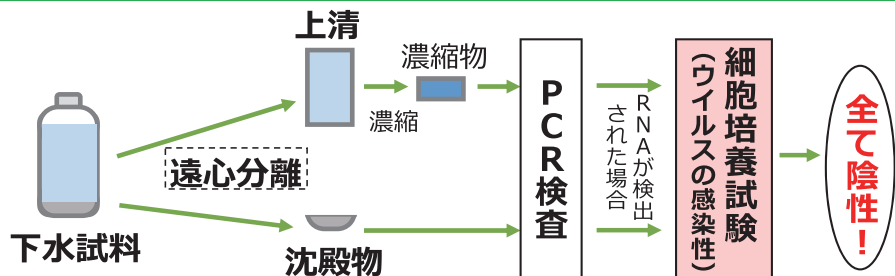 下水試料
遠心分離
上清
濃縮
濃縮物
沈殿物
PCR検査
RNAが検出
された場合
細胞培養試験
(ウイルスの感染性)
全て陰性!